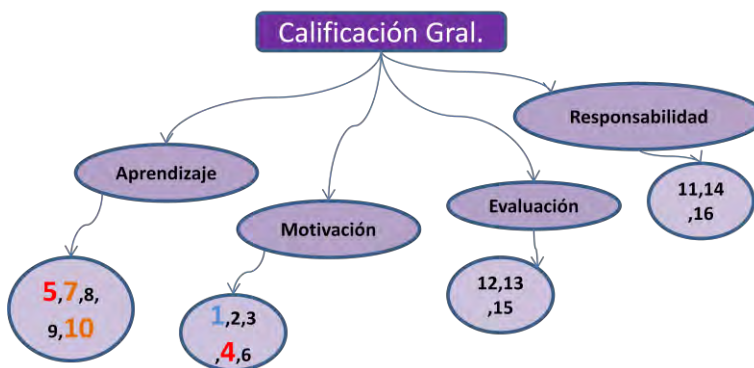 Calificación Gral.
Responsabilidad
Aprendizaje
Motivación
Evaluación
11,14
,16
5,7,8,
9,10
1,2,3
,4,6
12,13
,15